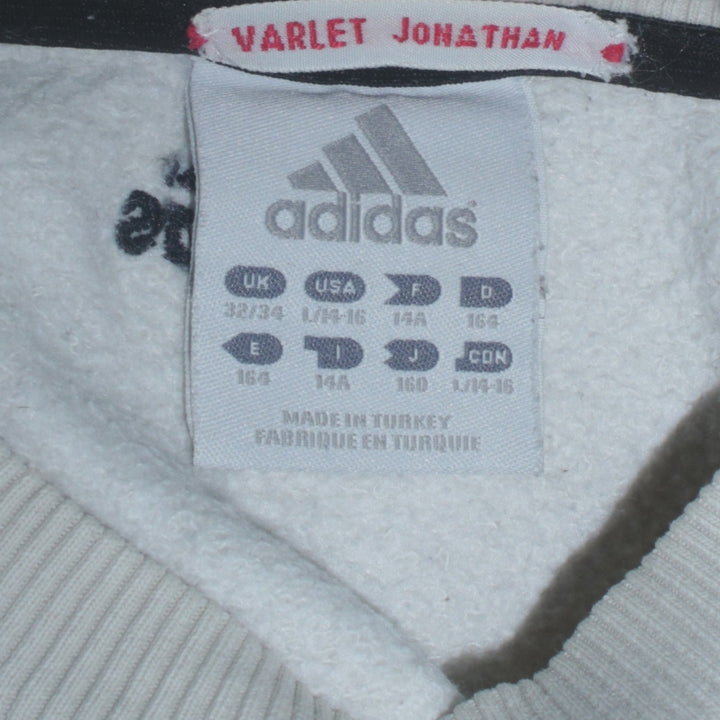 VARLET JONATHAN
adidas
UK USA F D
32/34 L/14-16 14A 164
E I J CDN
164 14A 160 L/14-16
MADE IN TURKEY
FABRIQUE EN TURQUIE